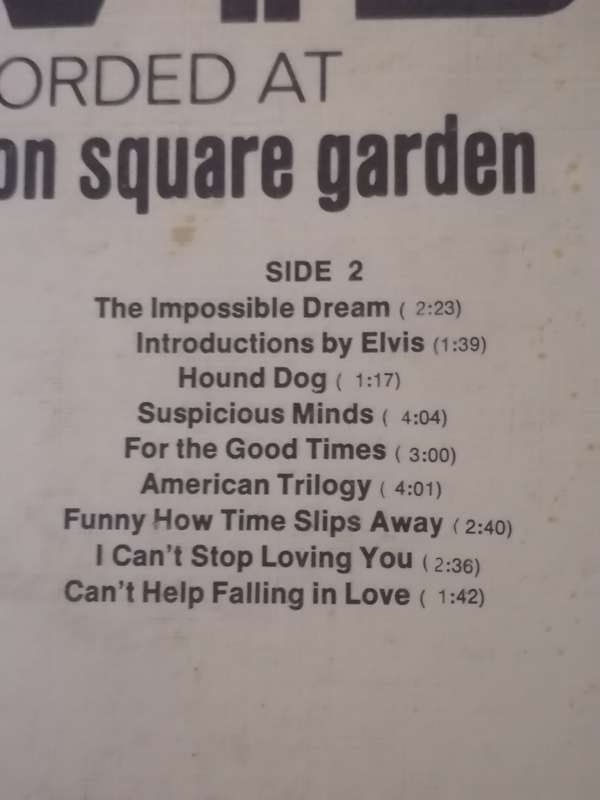 ORDED AT
on square garden
SIDE 2
The Impossible Dream ( 2:23)
Introductions by Elvis (1:39)
Hound Dog ( 1:17)
Suspicious Minds ( 4:04)
For the Good Times ( 3:00)
American Trilogy ( 4:01)
Funny How Time Slips Away ( 2:40)
I Can't Stop Loving You ( 2:36)
Can't Help Falling in Love ( 1:42)